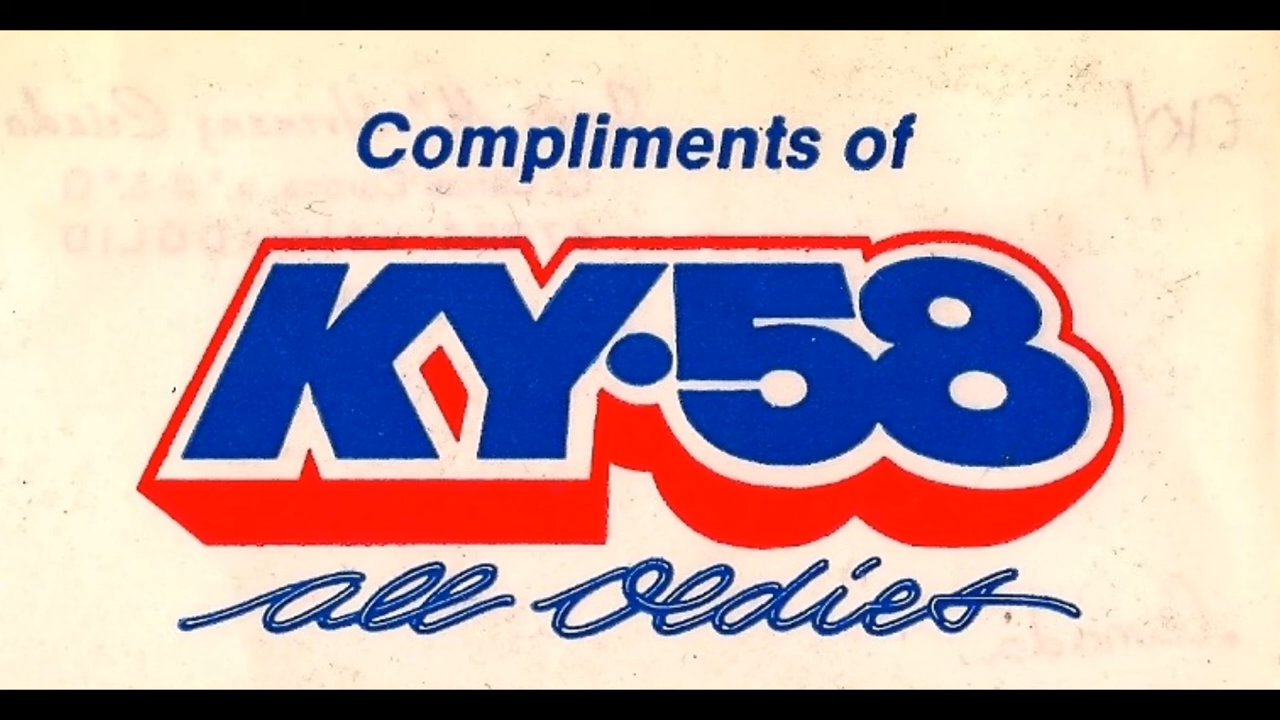 Compliments of
KY·58
all oldies